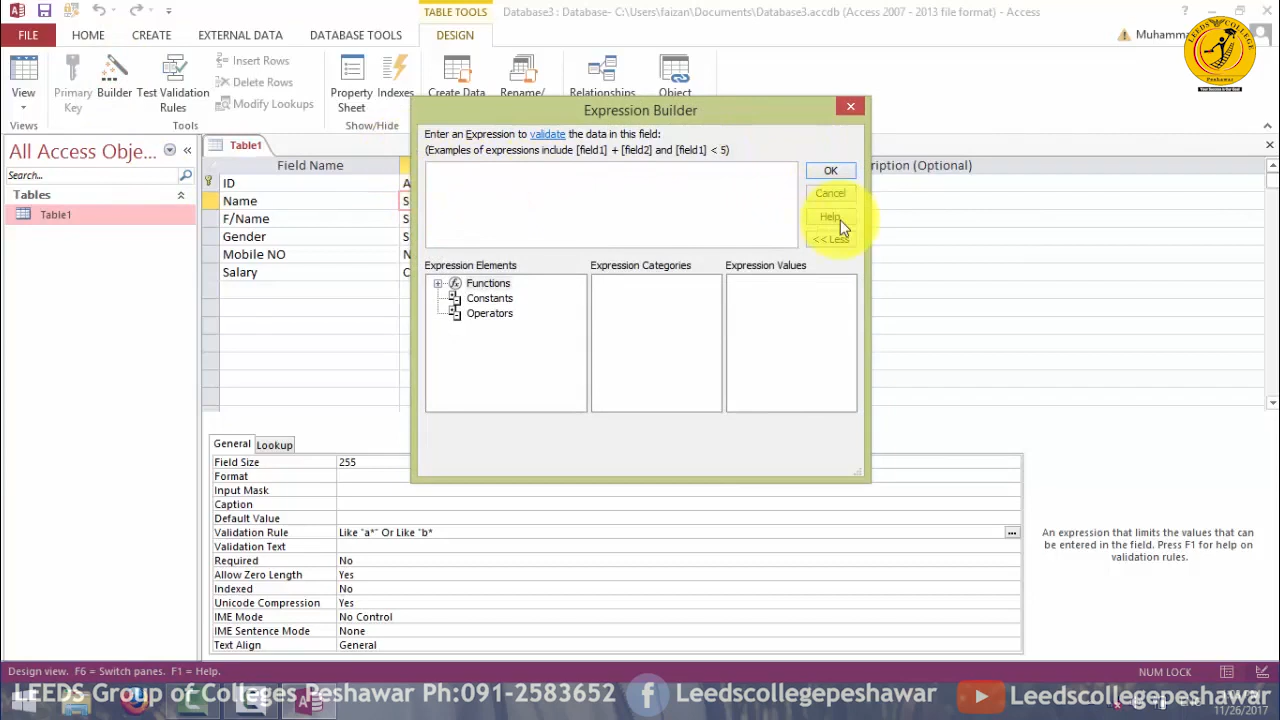 TABLE TOOLS
Database3 : Database- C:\Users\faizan\Documents\Database3.accdb (Access 2007 - 2013 file format) - Access
FILE HOME CREATE EXTERNAL DATA DATABASE TOOLS DESIGN Muhamma
LEEDS COLLEGE
Peshawar
View
Primary Key
Builder
Test Validation Rules
Insert Rows
Delete Rows
Modify Lookups
Property Sheet
Indexes
Create Data
Rename/
Relationships
Object
Views Tools Show/Hide
All Access Obje...
Search...
Tables
Table1
Table1
Field Name ription (Optional)
ID A
Name S
F/Name S
Gender S
Mobile NO N
Salary C
Expression Builder
Enter an Expression to validate the data in this field:
(Examples of expressions include [field1] + [field2] and [field1] < 5)
OK
Cancel
Help
<< Less
Expression Elements Expression Categories Expression Values
Functions
Constants
Operators
General Lookup
Field Size 255
Format
Input Mask
Caption
Default Value
Validation Rule Like "a*" Or Like "b*
Validation Text
Required No
Allow Zero Length Yes
Indexed No
Unicode Compression Yes
IME Mode No Control
IME Sentence Mode None
Text Align General
An expression that limits the values that can
be entered in the field. Press F1 for help on
validation rules.
Design view. F6 = Switch panes. F1 = Help. NUM LOCK
LEEDS Group of Colleges Peshawar Ph:091-2583652 Leedscollegepeshawar Leedscollegepeshawar
11/26/2017